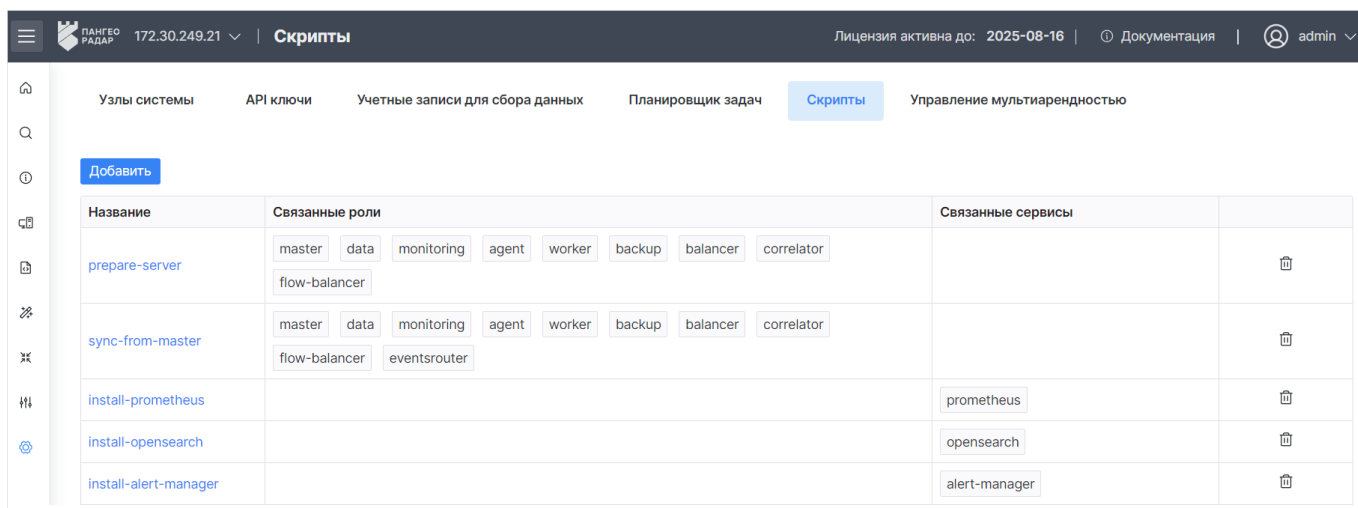 ПАНГЕО РАДАР 172.30.249.21 | Скрипты Лицензия активна до: 2025-08-16 | Документация | admin
Узлы системы API ключи Учетные записи для сбора данных Планировщик задач Скрипты Управление мультиарендностью
Добавить
Название Связанные роли Связанные сервисы
prepare-server
master data monitoring agent worker backup balancer correlator
flow-balancer
sync-from-master
master data monitoring agent worker backup balancer correlator
flow-balancer eventsrouter
install-prometheus prometheus
install-opensearch opensearch
install-alert-manager alert-manager